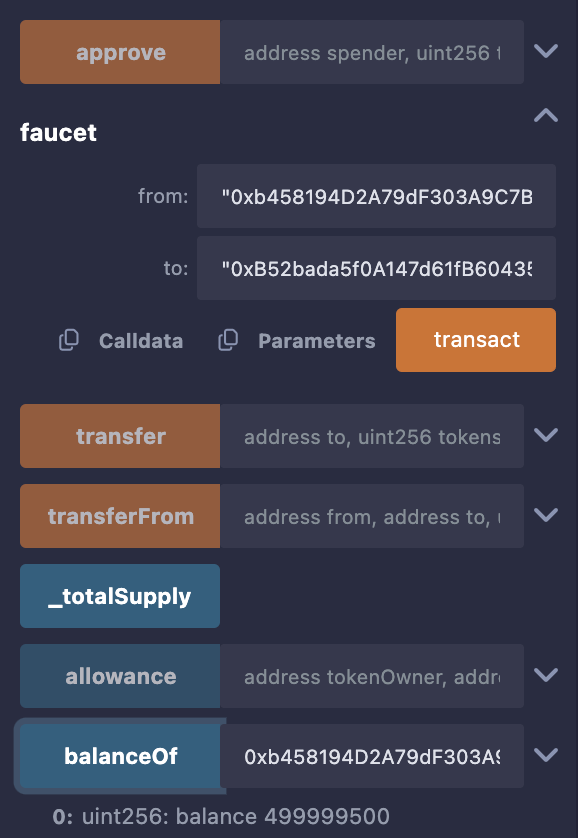 approve address spender, uint256 t
faucet
from: "0xb458194D2A79dF303A9C7B
to: "0xB52bada5f0A147d61fB60435
Calldata Parameters transact
transfer address to, uint256 tokens
transferFrom address from, address to, u
_totalSupply
allowance address tokenOwner, addre
balanceOf 0xb458194D2A79dF303A9
0: uint256: balance 499999500